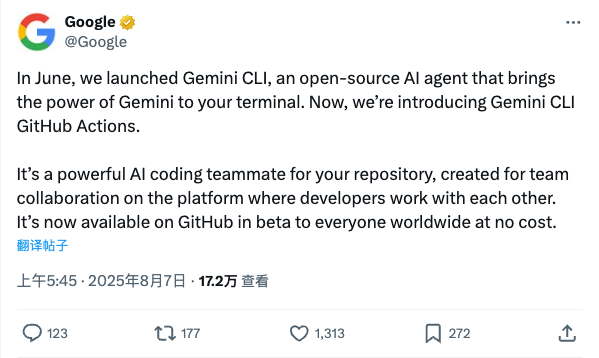 Google
@Google
In June, we launched Gemini CLI, an open-source AI agent that brings
the power of Gemini to your terminal. Now, we’re introducing Gemini CLI
GitHub Actions.
It’s a powerful AI coding teammate for your repository, created for team
collaboration on the platform where developers work with each other.
It’s now available on GitHub in beta to everyone worldwide at no cost.
翻译帖子
上午5:45 · 2025年8月7日 · 17.2万 查看
123 177 1,313 272